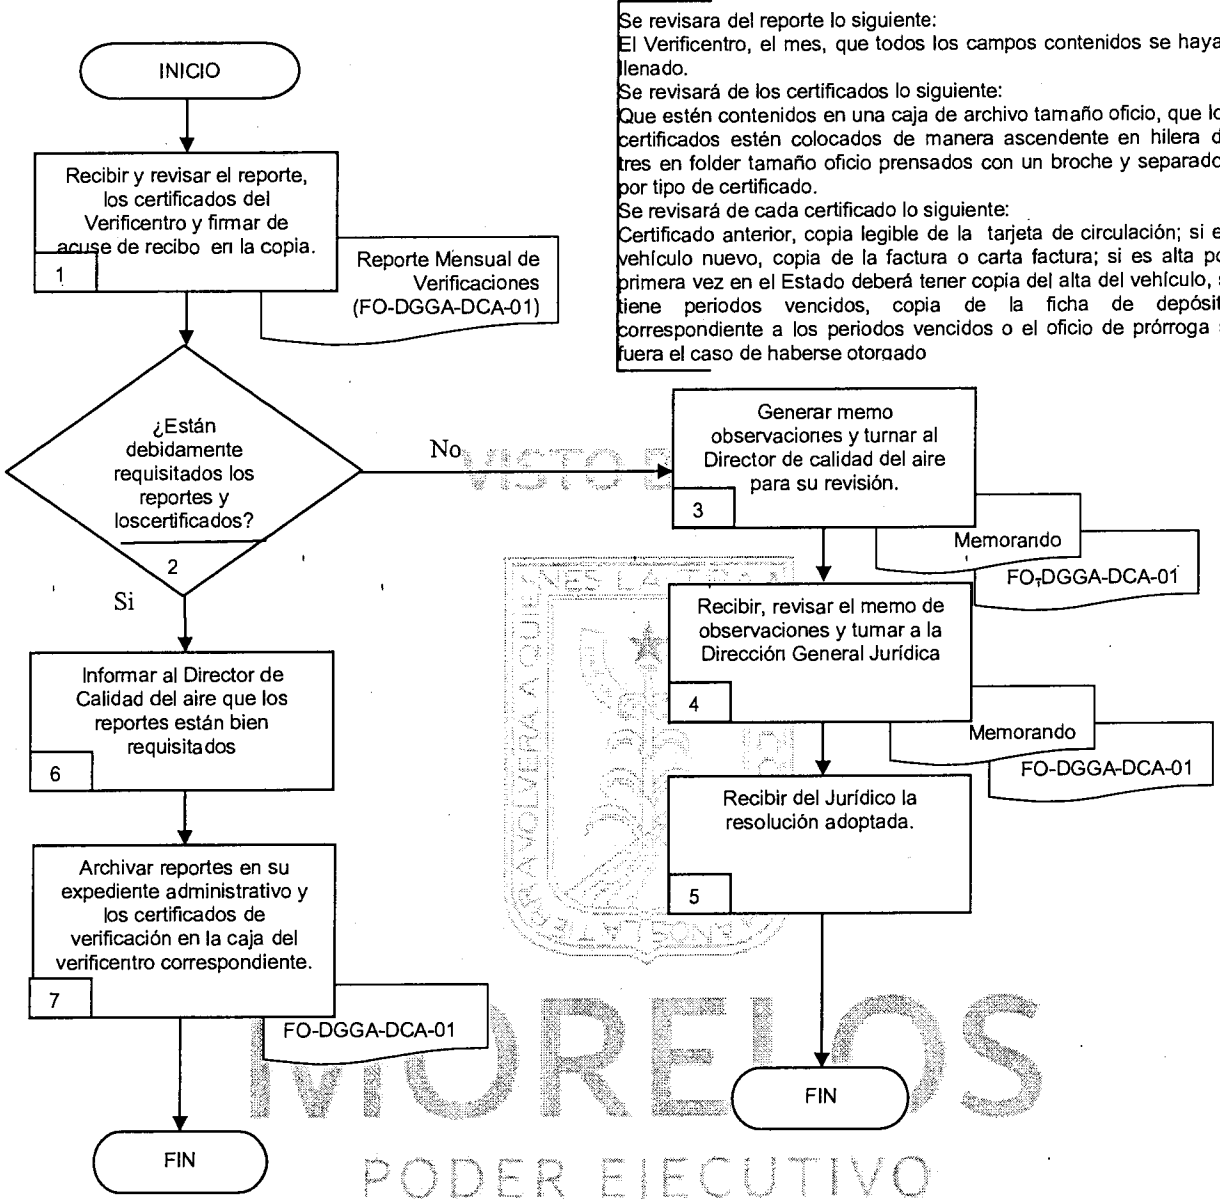 INICIO
Recibir y revisar el reporte,
los certificados del
Verificentro y firmar de
acuse de recibo en la copia.
1
Reporte Mensual de
Verificaciones
(FO-DGGA-DCA-01)
Se revisara del reporte lo siguiente:
El Verificentro, el mes, que todos los campos contenidos se haya
llenado.
Se revisará de los certificados lo siguiente:
Que estén contenidos en una caja de archivo tamaño oficio, que lo
certificados estén colocados de manera ascendente en hilera d
tres en folder tamaño oficio prensados con un broche y separado
por tipo de certificado.
Se revisará de cada certificado lo siguiente:
Certificado anterior, copia legible de la tarjeta de circulación; si e
vehículo nuevo, copia de la factura o carta factura; si es alta po
primera vez en el Estado deberá tener copia del alta del vehículo, s
tiene periodos vencidos, copia de la ficha de depósit
correspondiente a los periodos vencidos o el oficio de prórroga s
fuera el caso de haberse otorgado
¿Están
debidamente
requisitados los
reportes y
loscertificados?
2
No
Si
Generar memo
observaciones y turnar al
Director de calidad del aire
para su revisión.
3
Memorando
FO-DGGA-DCA-01
Recibir, revisar el memo de
observaciones y turnar a la
Dirección General Jurídica
4
Memorando
FO-DGGA-DCA-01
Recibir del Jurídico la
resolución adoptada.
5
FIN
Informar al Director de
Calidad del aire que los
reportes están bien
requisitados
6
Archivar reportes en su
expediente administrativo y
los certificados de
verificación en la caja del
verificentro correspondiente.
7
FO-DGGA-DCA-01
FIN
VISTO
MORELOS
PODER EJECUTIVO